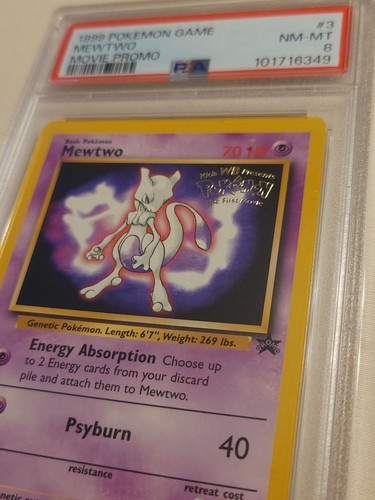 1999 POKEMON GAME #3
MEWTWO NM-MT
MOVIE PROMO 8
PSA 101716349
Basic Pokémon
Mewtwo 70 HP
Kids WB Presents
POKéMON
The First Movie
Genetic Pokémon. Length: 6'7", Weight: 269 lbs.
Energy Absorption Choose up
to 2 Energy cards from your discard
pile and attach them to Mewtwo.
Psyburn 40
resistance
retreat cost